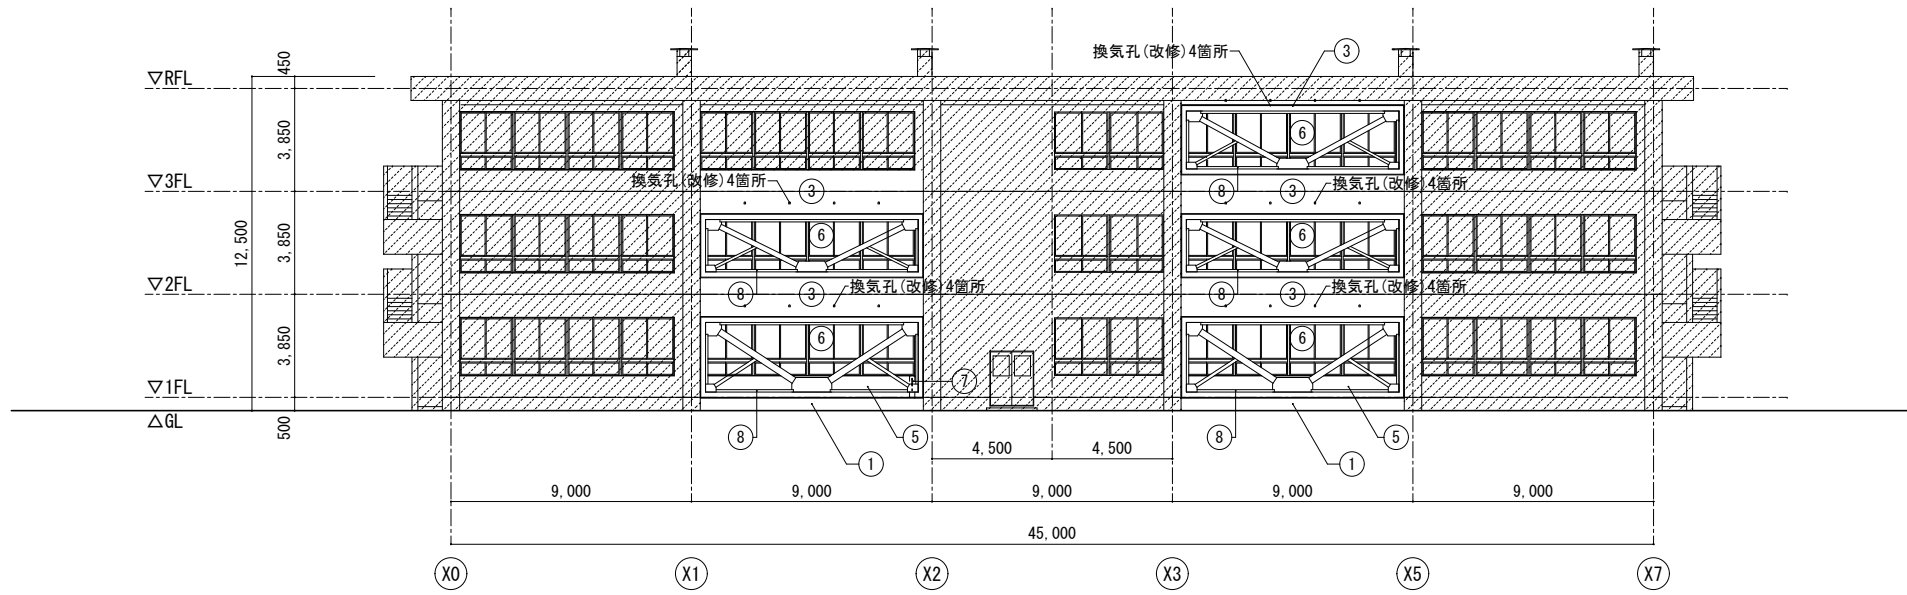 換気孔(改修)4箇所 3
▽RFL
450
6
3,850
▽3FL
換気孔(改修)4箇所 3
8 3 換気孔(改修)4箇所
12,500
3,850
6 6
▽2FL
8 3 換気孔(改修)4箇所
8 3 換気孔(改修)4箇所
3,850
6 6
▽1FL
7
△GL
500
8 5
8 5
4,500 4,500
1 1
9,000 9,000 9,000 9,000 9,000
45,000
X0 X1 X2 X3 X5 X7